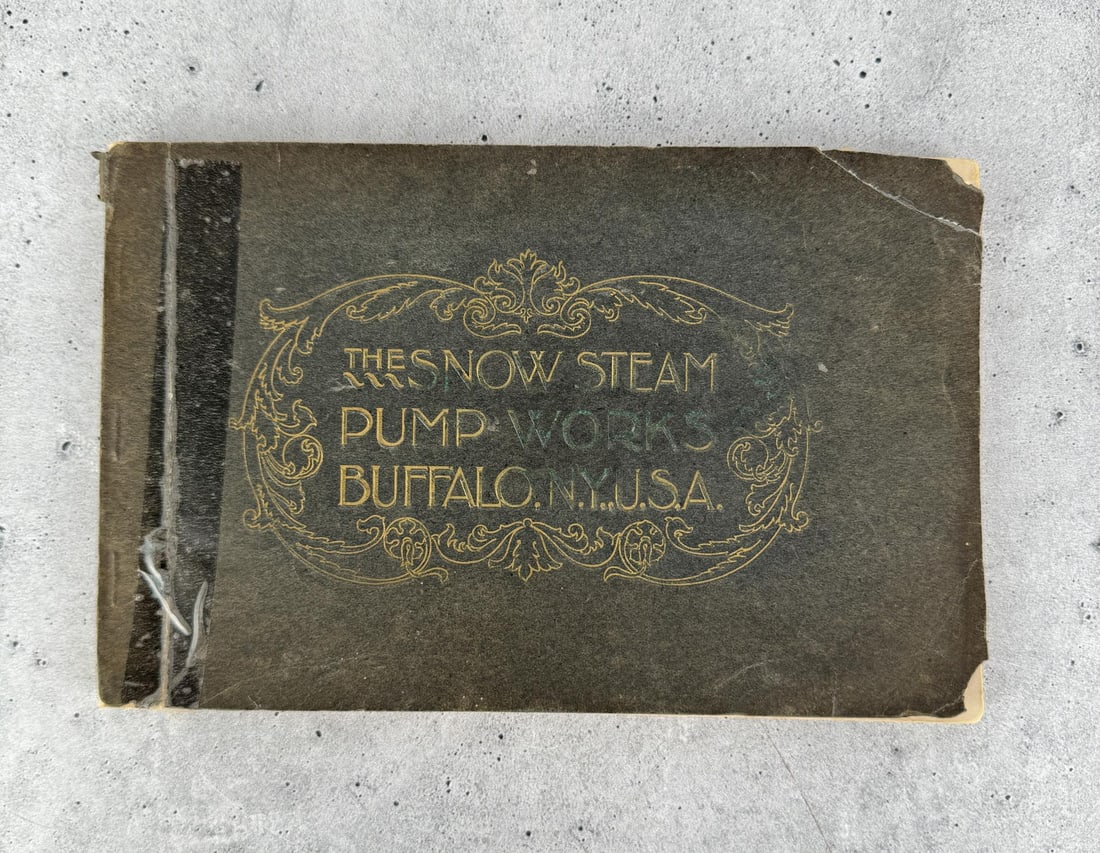 THE SNOW STEAM
PUMP WORKS
BUFFALO. N.Y., U.S.A.